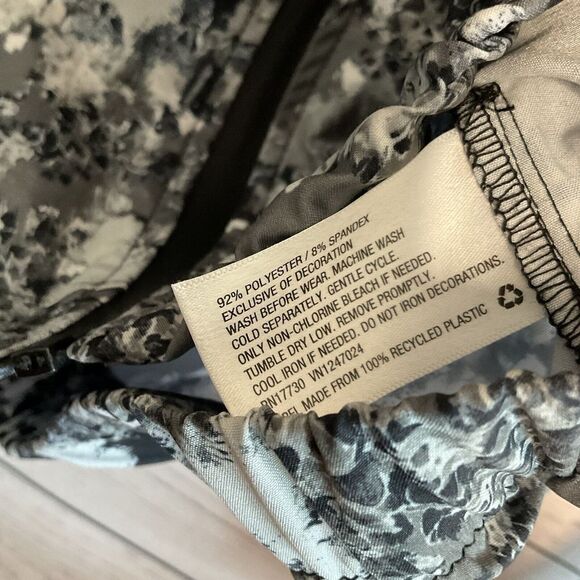 92% POLYESTER / 8% SPANDEX
EXCLUSIVE OF DECORATION
WASH BEFORE WEAR. MACHINE WASH
COLD SEPARATELY. GENTLE CYCLE.
ONLY NON-CHLORINE BLEACH IF NEEDED.
TUMBLE DRY LOW. REMOVE PROMPTLY.
COOL IRON IF NEEDED. DO NOT IRON DECORATIONS.
RN17730 VN1247024
MADE FROM 100% RECYCLED PLASTIC